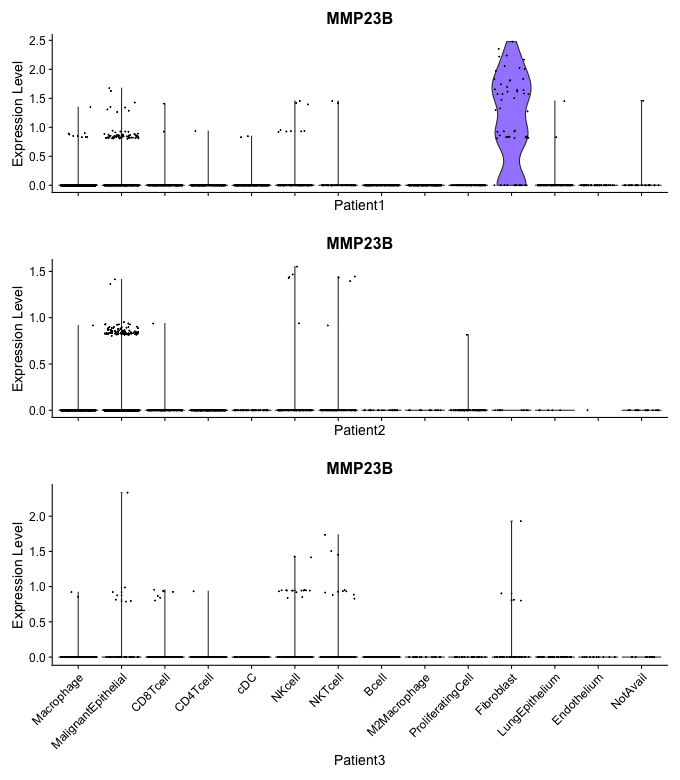 MMP23B
Expression Level
2.5
2.0
1.5
1.0
0.5
0.0
Patient1
MMP23B
Expression Level
1.5
1.0
0.5
0.0
Patient2
MMP23B
Expression Level
2.0
1.5
1.0
0.5
0.0
Macrophage
MalignantEpithelial
CD8Tcell
CD4Tcell
cDC
NKcell
NKTcell
Bcell
M2Macrophage
ProliferatingCell
Fibroblast
LungEpithelium
Endothelium
NotAvail
Patient3